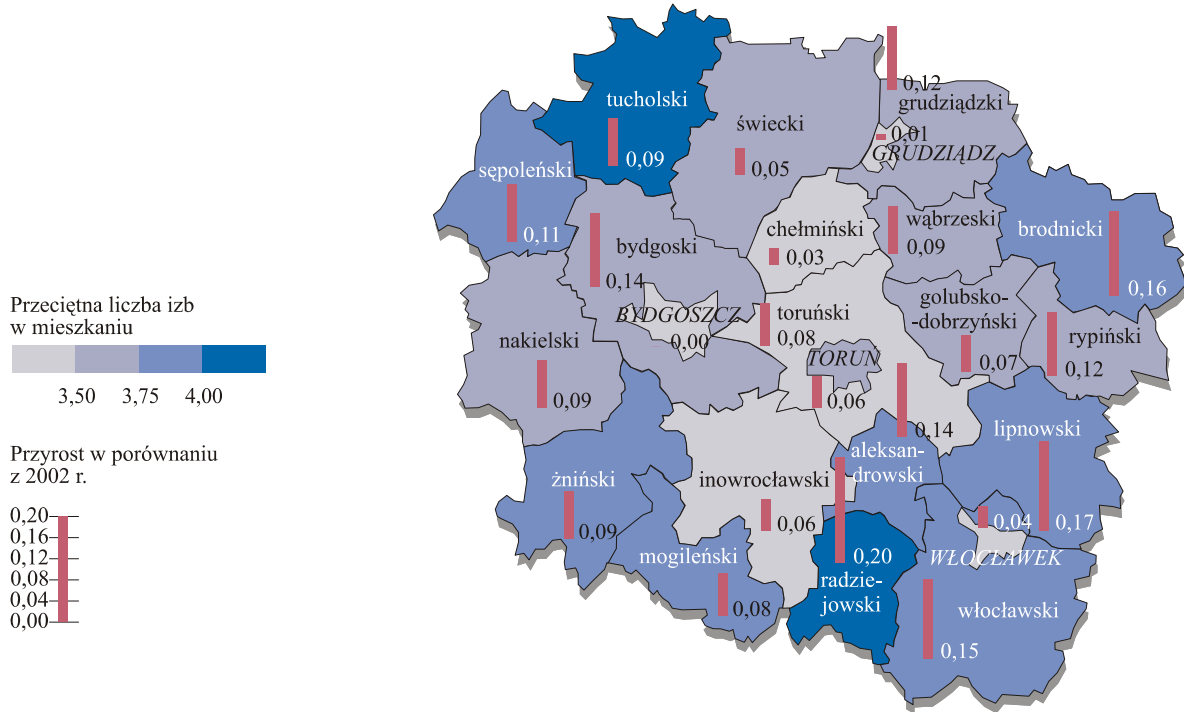 Przeciętna liczba izb
w mieszkaniu
3,50 3,75 4,00
Przyrost w porównaniu
z 2002 r.
0,20
0,16
0,12
0,08
0,04
0,00
tucholski
0,09
świecki
0,05
0,12
grudziądzki
0,01
GRUDZIĄDZ
sępoleński
0,11
bydgoski
0,14
BYDGOSZCZ
0,00
chełmiński
0,03
wąbrzeski
0,09
brodnicki
0,16
nakielski
0,09
toruński
0,08
TORUŃ
0,06
golubsko-
-dobrzyński
0,07
rypiński
0,12
żniński
0,09
inowrocławski
0,06
0,14
aleksan-
drowski
lipnowski
0,17
mogileński
0,08
0,20
radzie-
jowski
0,04
WŁOCŁAWEK
włocławski
0,15